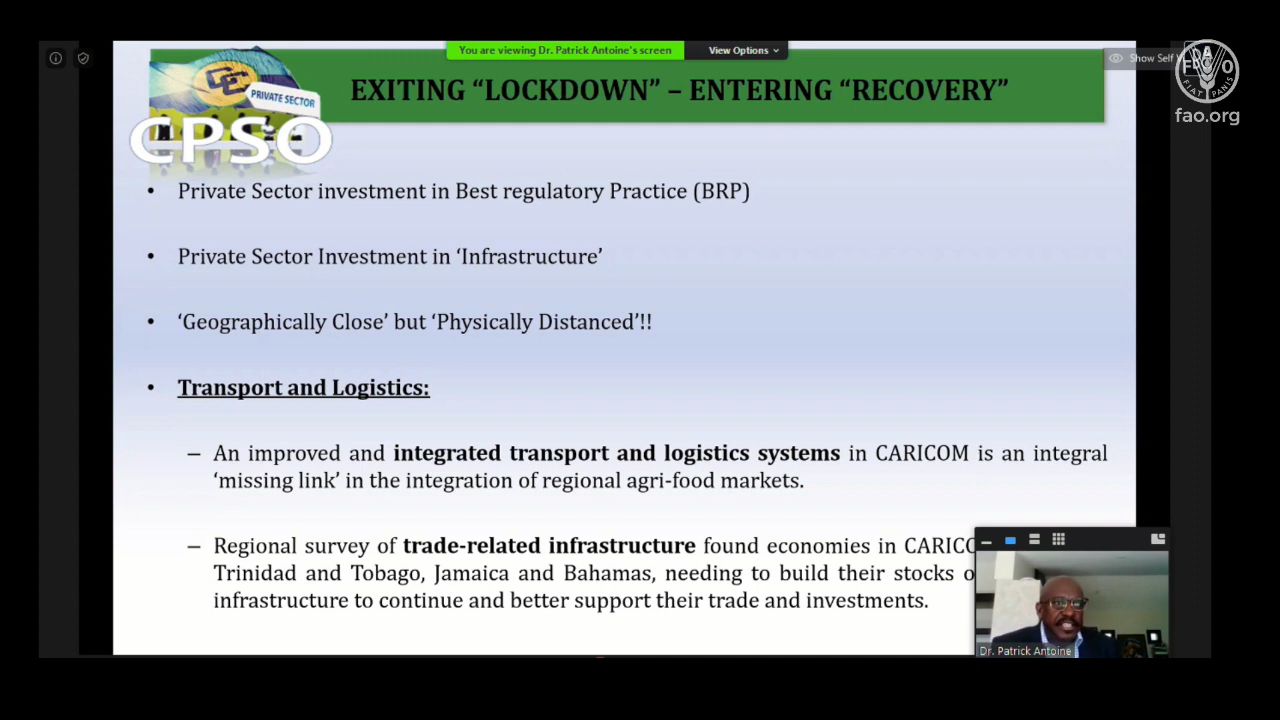 You are viewing Dr. Patrick Antoine's screen
View Options
Show Self
fao.org
PRIVATE SECTOR
CPSO
EXITING “LOCKDOWN” – ENTERING “RECOVERY”
• Private Sector investment in Best regulatory Practice (BRP)
• Private Sector Investment in ‘Infrastructure’
• ‘Geographically Close’ but ‘Physically Distanced’!!
• Transport and Logistics:
– An improved and integrated transport and logistics systems in CARICOM is an integral
‘missing link’ in the integration of regional agri-food markets.
– Regional survey of trade-related infrastructure found economies in CARICO
Trinidad and Tobago, Jamaica and Bahamas, needing to build their stocks o
infrastructure to continue and better support their trade and investments.
Dr. Patrick Antoine